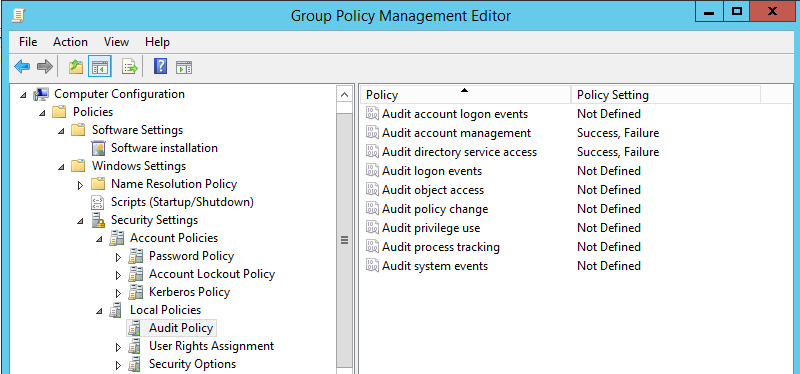 Group Policy Management Editor
File Action View Help
Computer Configuration
Policies
Software Settings
Software installation
Windows Settings
Name Resolution Policy
Scripts (Startup/Shutdown)
Security Settings
Account Policies
Password Policy
Account Lockout Policy
Kerberos Policy
Local Policies
Audit Policy
User Rights Assignment
Security Options
Policy Policy Setting
Audit account logon events Not Defined
Audit account management Success, Failure
Audit directory service access Success, Failure
Audit logon events Not Defined
Audit object access Not Defined
Audit policy change Not Defined
Audit privilege use Not Defined
Audit process tracking Not Defined
Audit system events Not Defined